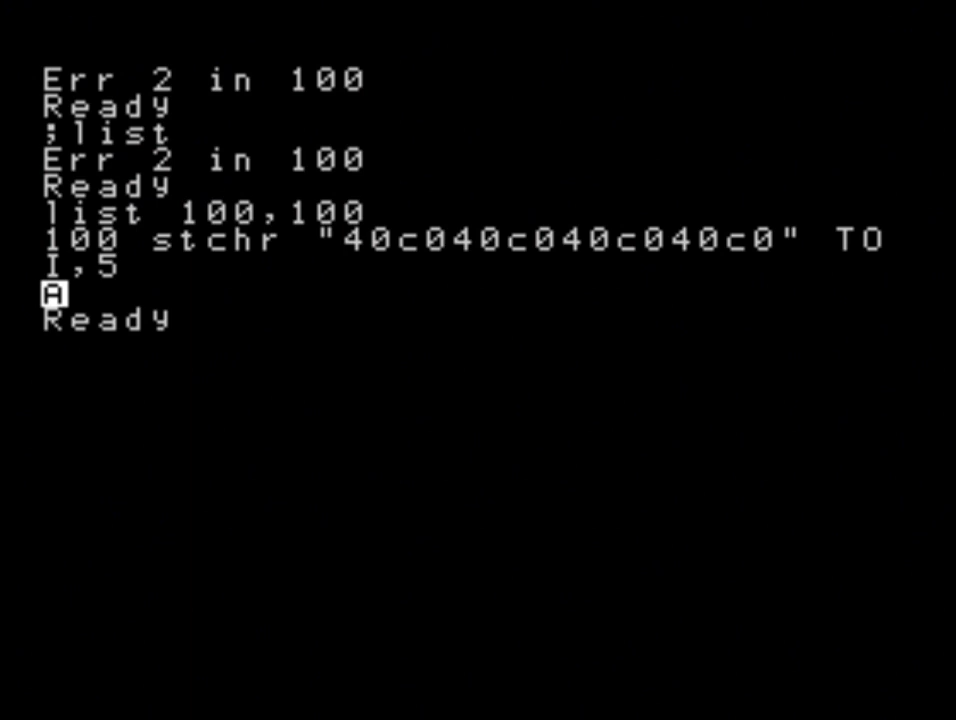 Err 2 in 100
Ready
;list
Err 2 in 100
Ready
list 100,100
100 stchr "40c040c040c040c0" TO
I,5
A
Ready